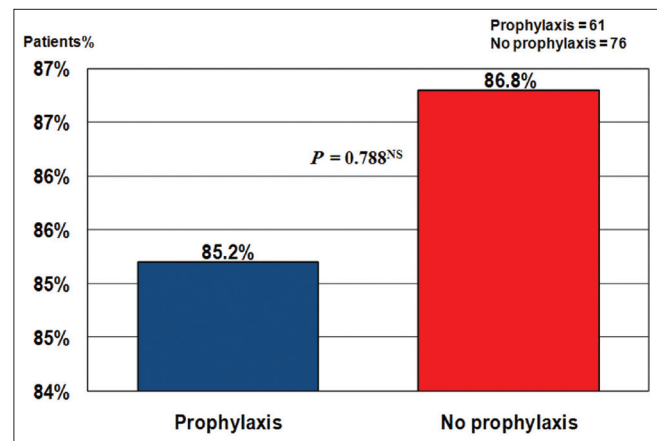 Prophylaxis = 61
No prophylaxis = 76
Patients%
87%
86.8%
87%
P = 0.788NS
86%
86%
85.2%
85%
85%
84%
Prophylaxis No prophylaxis